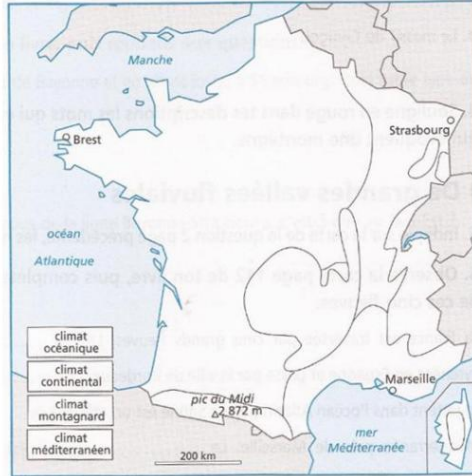 Manche
Strasbourg
Brest
océan
Atlantique
climat
océanique
climat
continental
climat
montagnard
climat
méditerranéen
pic du Midi
2 872 m
Marseille
mer
Méditerranée
200 km